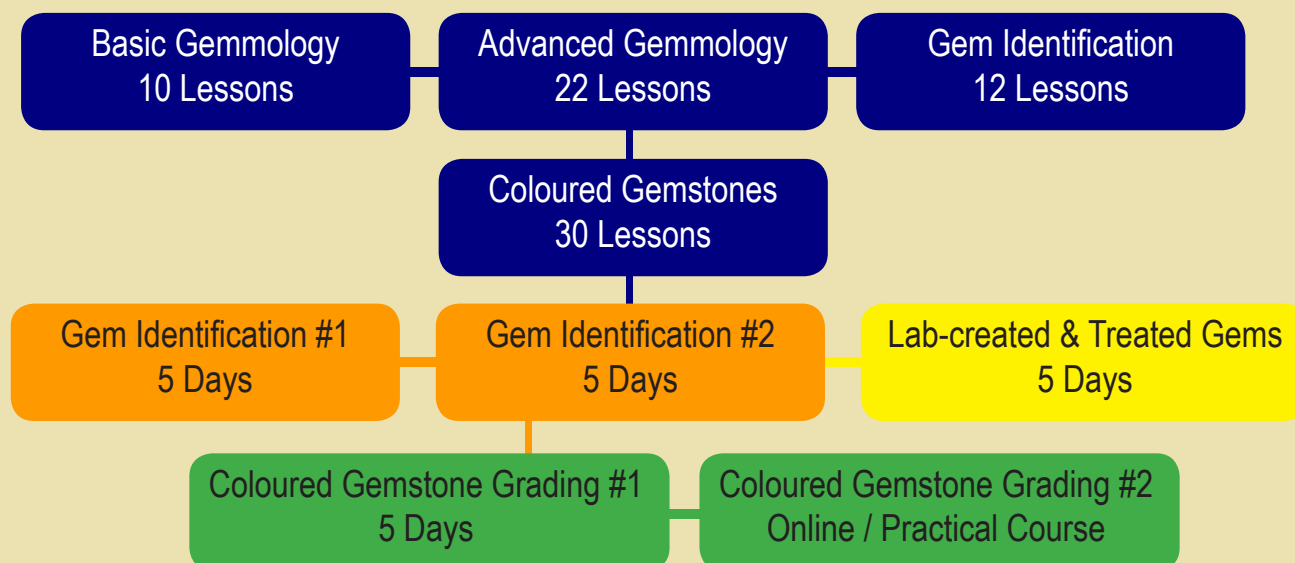 Basic Gemmology
10 Lessons
Advanced Gemmology
22 Lessons
Gem Identification
12 Lessons
Coloured Gemstones
30 Lessons
Gem Identification #1
5 Days
Gem Identification #2
5 Days
Lab-created & Treated Gems
5 Days
Coloured Gemstone Grading #1
5 Days
Coloured Gemstone Grading #2
Online / Practical Course